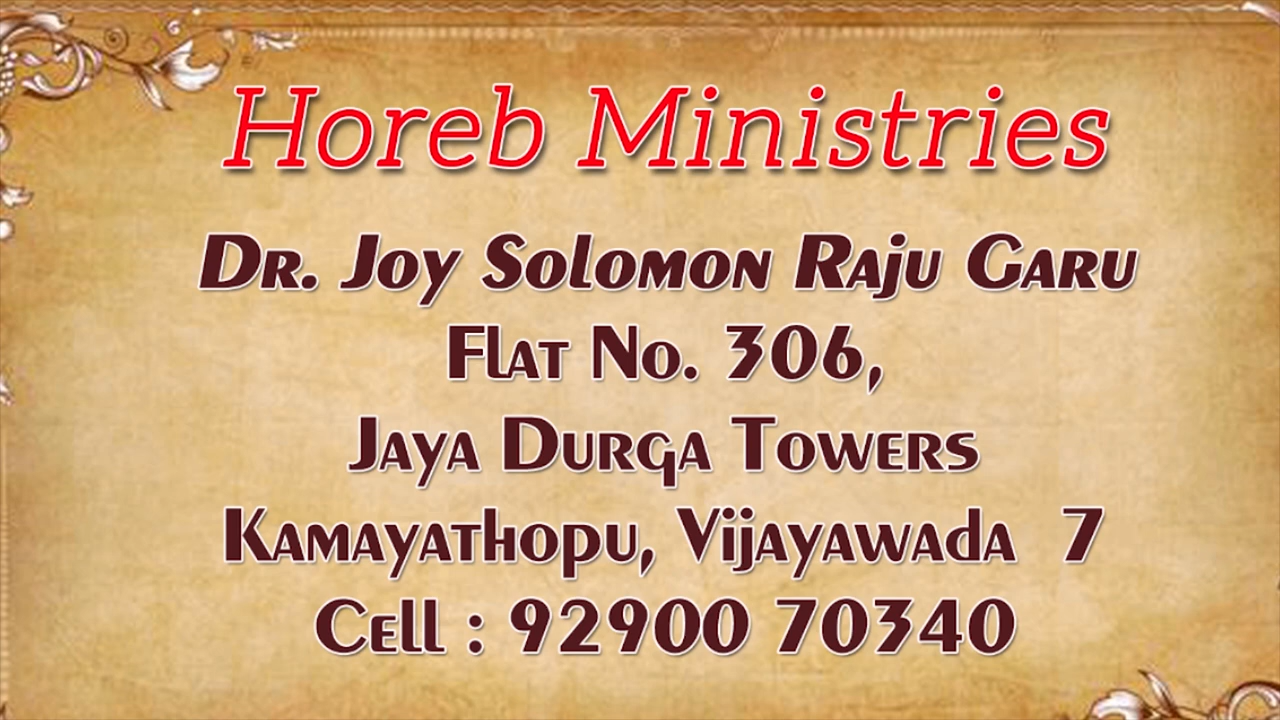 Horeb Ministries
Dr. Joy Solomon Raju Garu
Flat No. 306,
Jaya Durga Towers
Kamayathopu, Vijayawada 7
Cell : 92900 70340